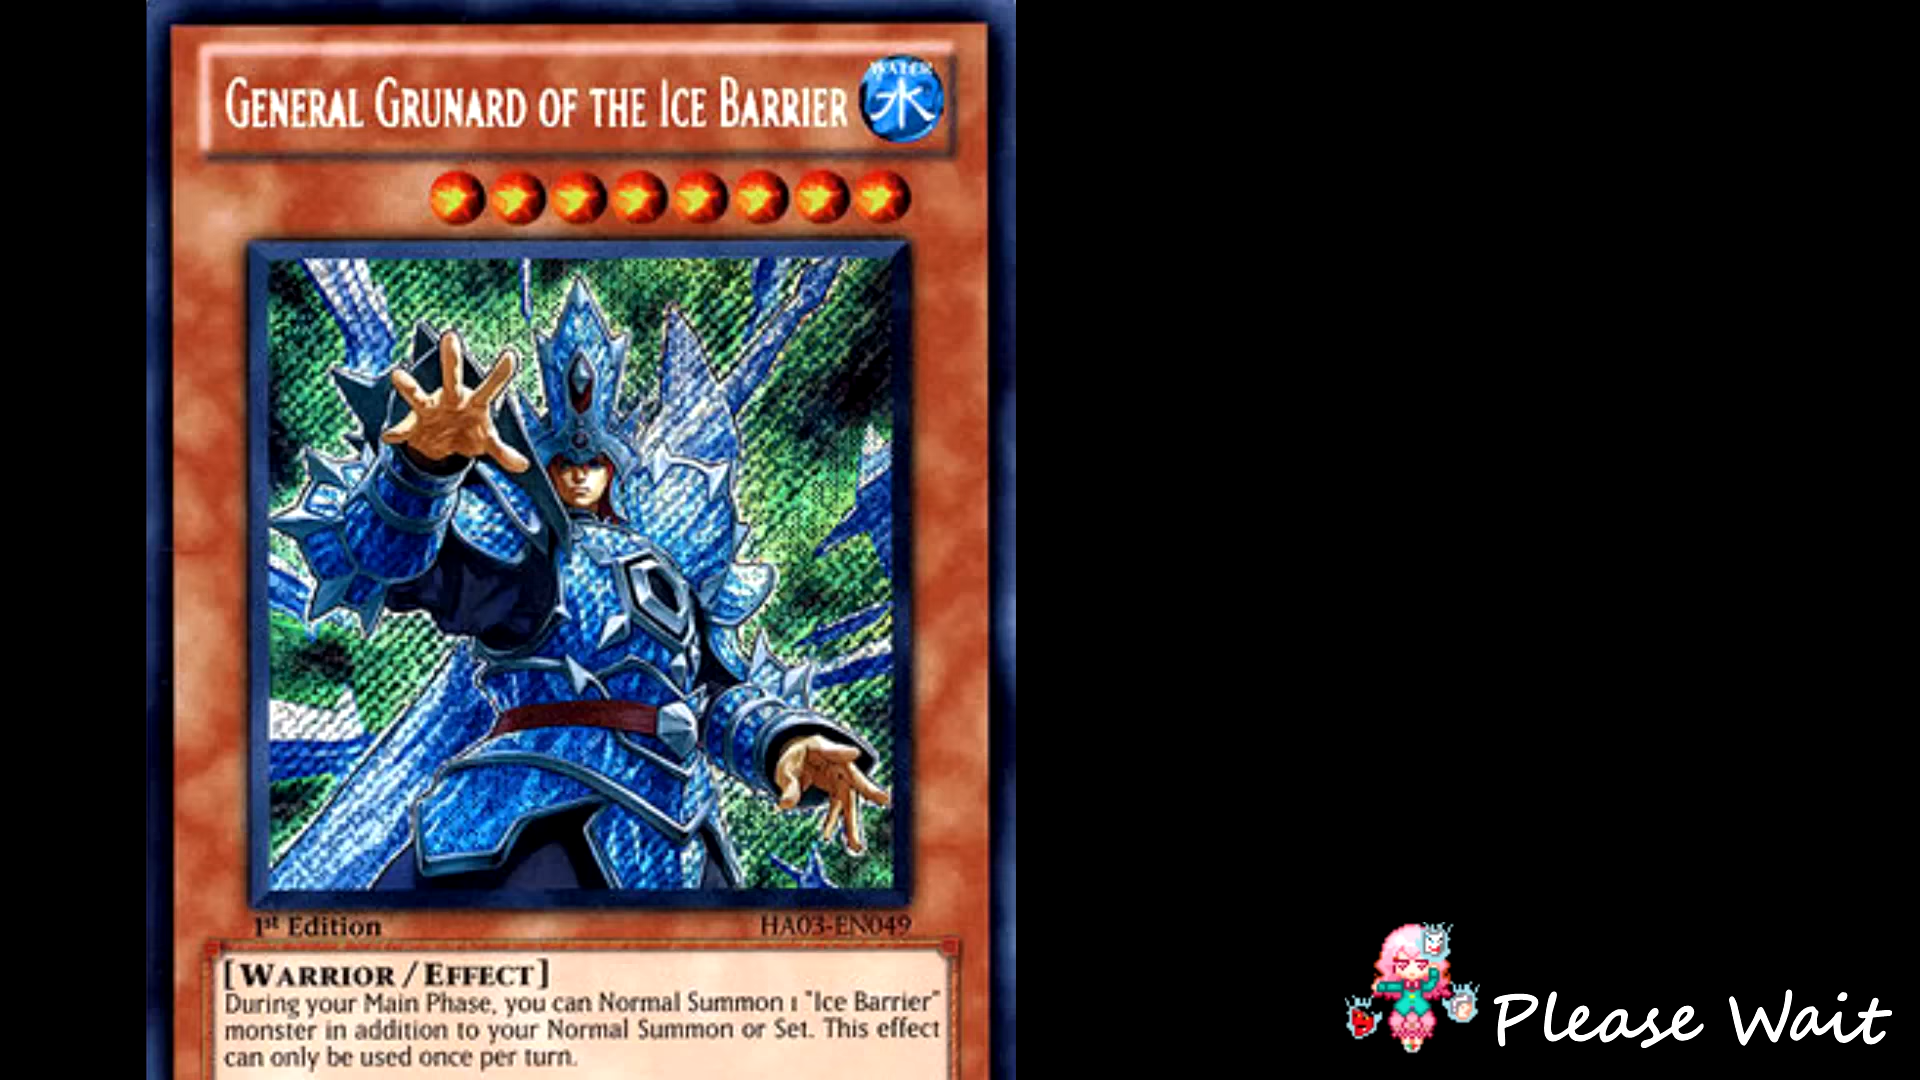 GENERAL GRUNARD OF THE ICE BARRIER
WATER
水
1st Edition
HA03-EN049
[WARRIOR/EFFECT]
During your Main Phase, you can Normal Summon 1 "Ice Barrier"
monster in addition to your Normal Summon or Set. This effect
can only be used once per turn.
Please Wait